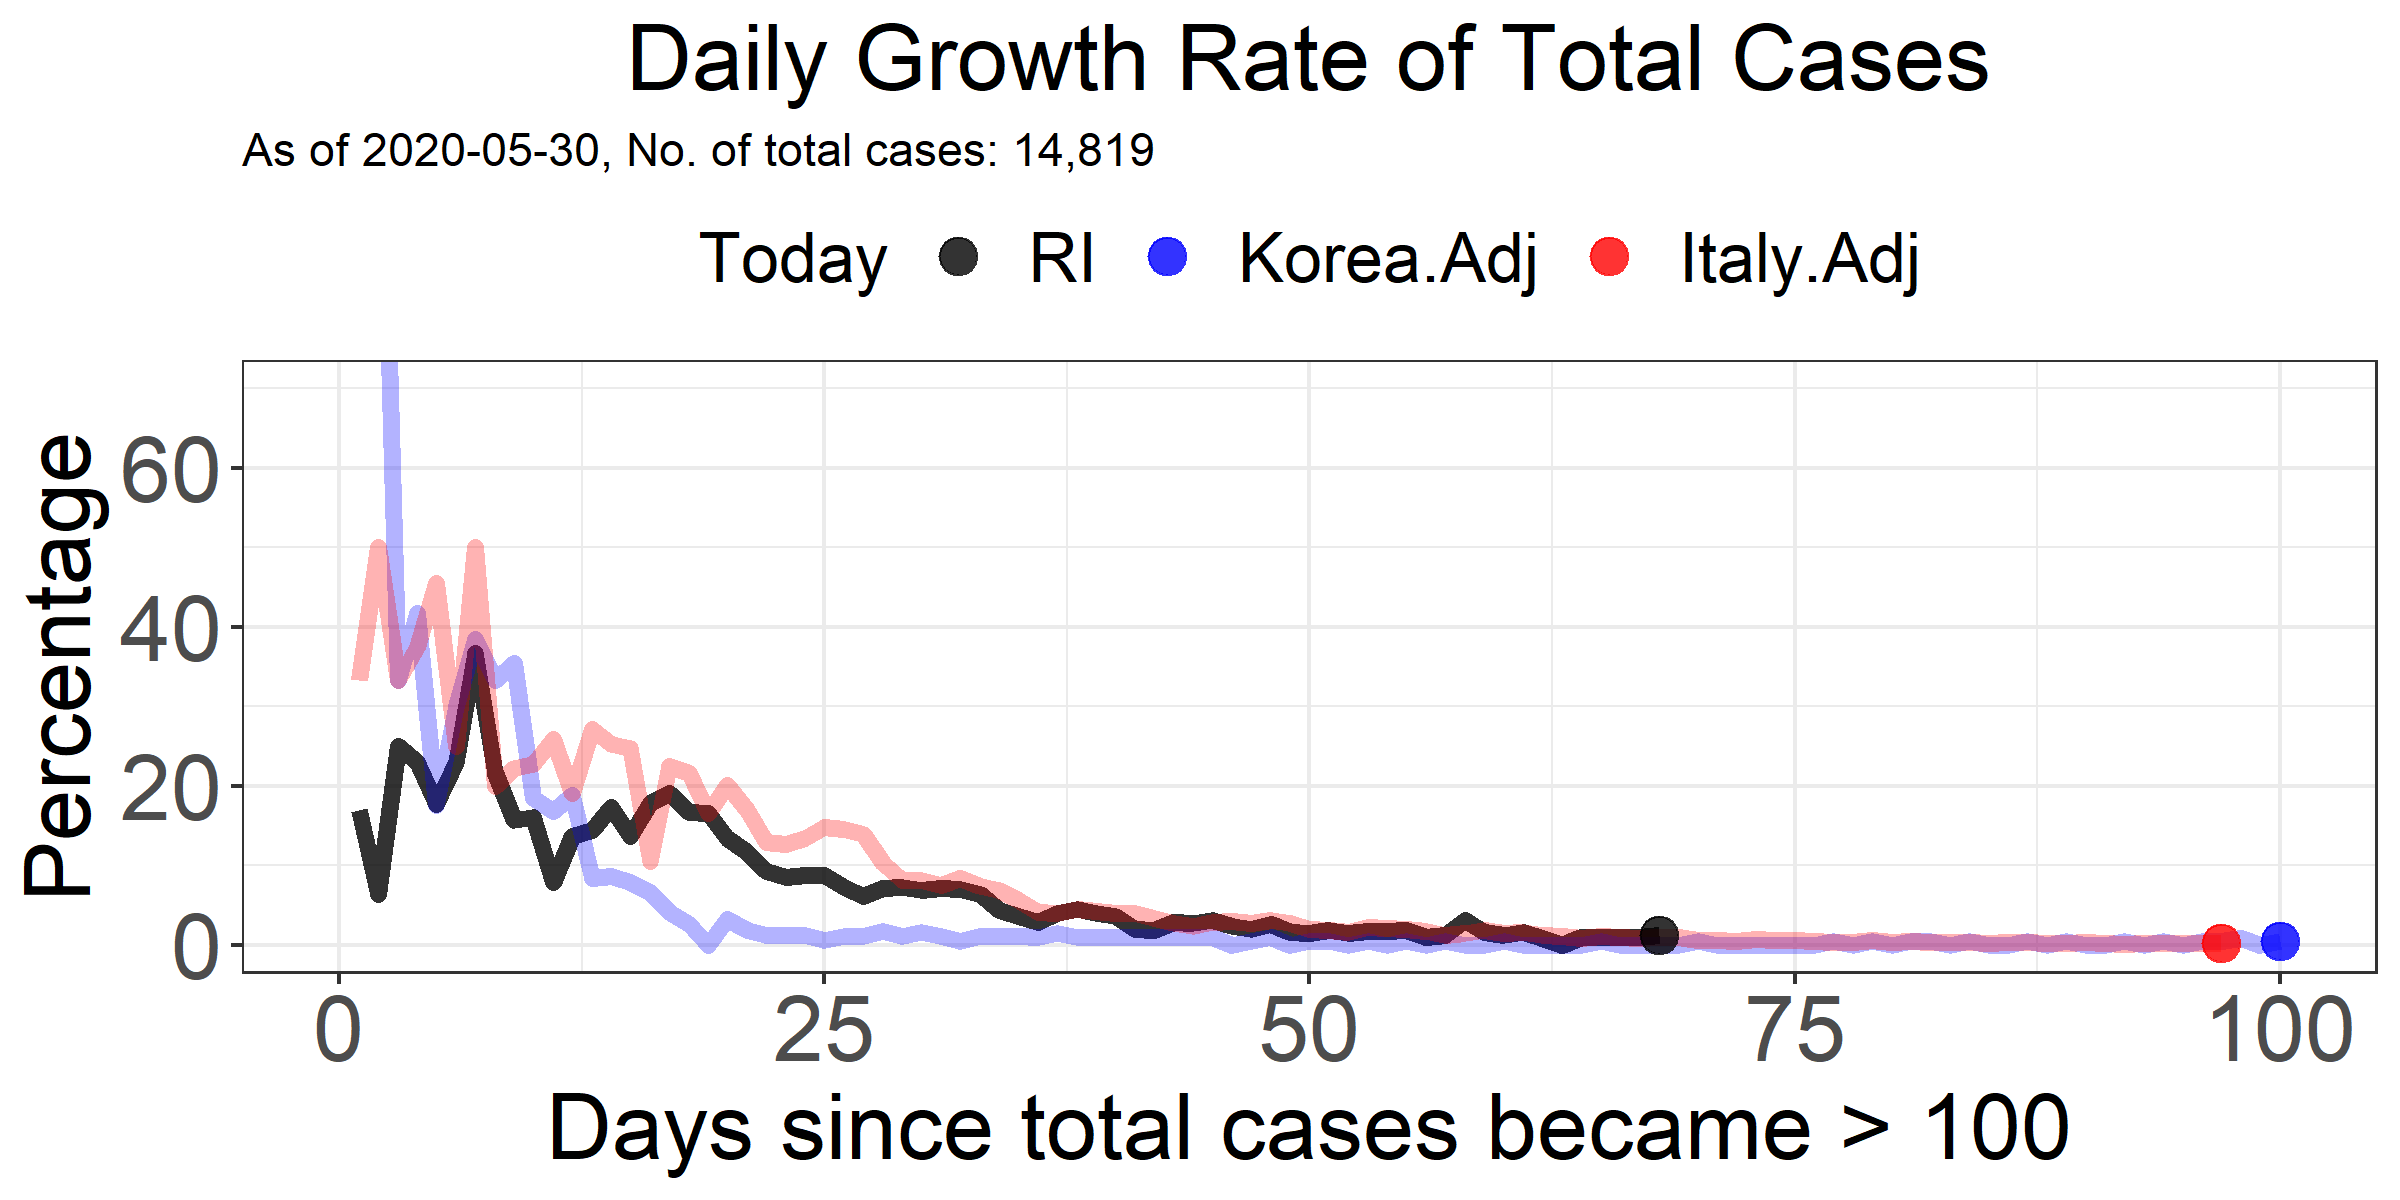 Daily Growth Rate of Total Cases
As of 2020-05-30, No. of total cases: 14,819
Today RI Korea.Adj Italy.Adj
Percentage
60
40
20
0
0 25 50 75 100
Days since total cases became > 100